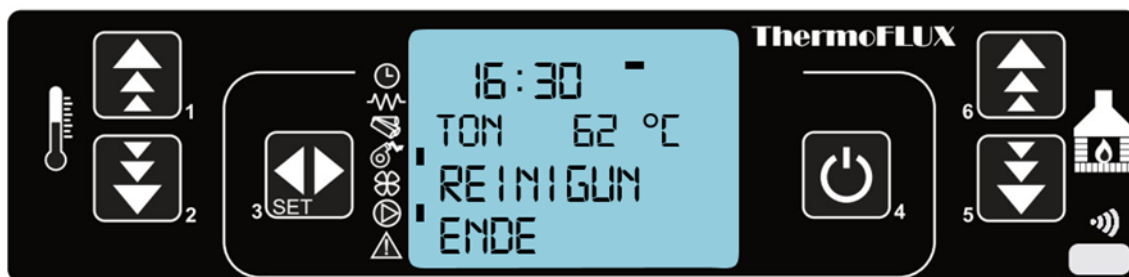 ThermoFLUX
16:30
TON 62 °C
REINIGUN
ENDE
1
2
3
SET
4
5
6